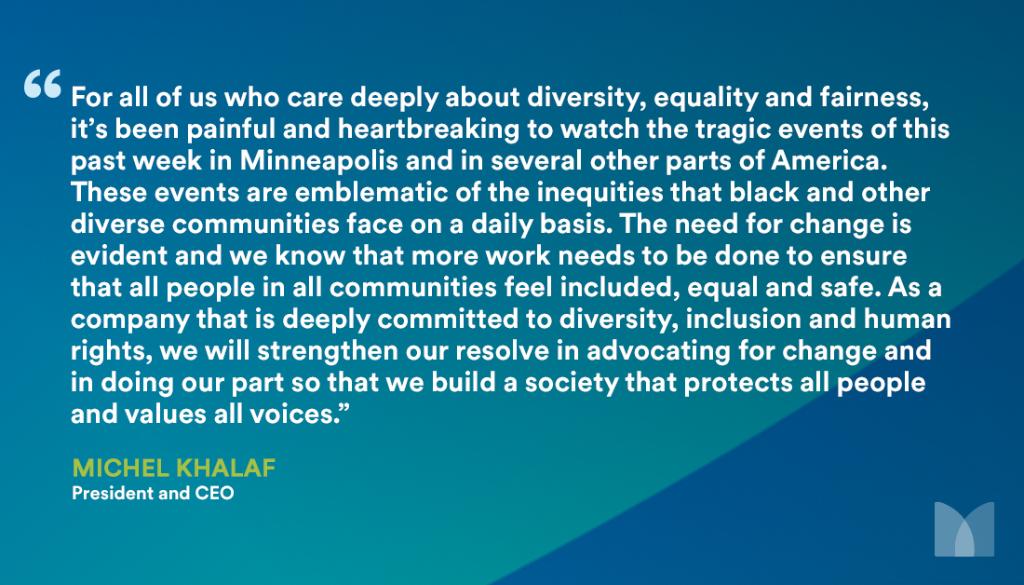 “ For all of us who care deeply about diversity, equality and fairness,
it’s been painful and heartbreaking to watch the tragic events of this
past week in Minneapolis and in several other parts of America.
These events are emblematic of the inequities that black and other
diverse communities face on a daily basis. The need for change is
evident and we know that more work needs to be done to ensure
that all people in all communities feel included, equal and safe. As a
company that is deeply committed to diversity, inclusion and human
rights, we will strengthen our resolve in advocating for change and
in doing our part so that we build a society that protects all people
and values all voices.”
MICHEL KHALAF
President and CEO